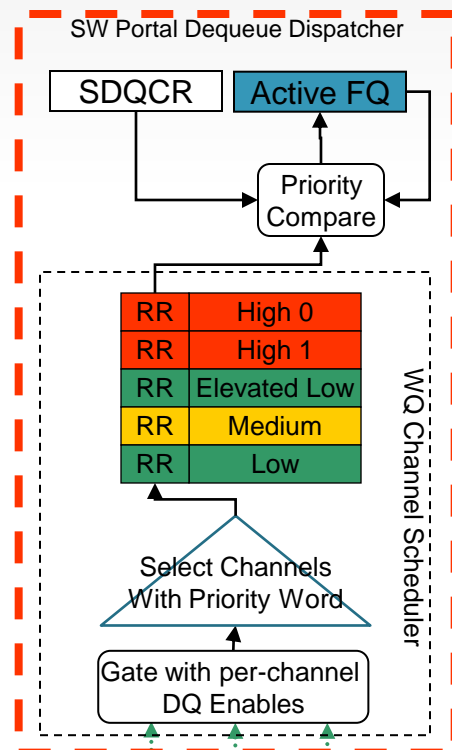 SW Portal Dequeue Dispatcher
SDQCR
Active FQ
Priority
Compare
RR High 0
RR High 1
RR Elevated Low
RR Medium
RR Low
WQ Channel Scheduler
Select Channels
With Priority Word
Gate with per-channel
DQ Enables